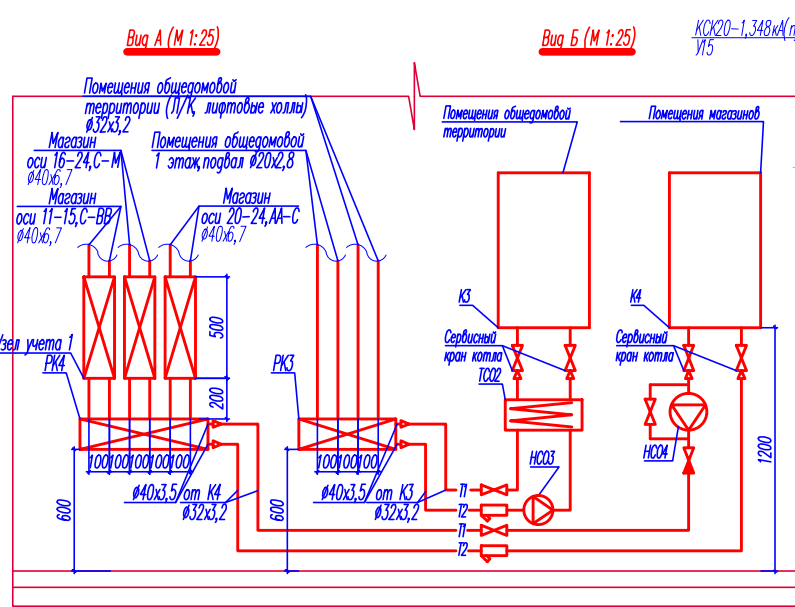 Вид А (М 1:25)
Вид Б (М 1:25)
КСК20-1,348кА(п
У15
Помещения общедомовой
территории (Л/К, лифтовые холлы)
ø32х3,2
Магазин
оси 16-24,С-М
ø40х6,7
Помещения общедомовой
1 этаж,подвал ø20х2,8
Магазин
оси 11-15,С-ВВ
ø40х6,7
Магазин
оси 20-24,АА-С
ø40х6,7
Помещения общедомовой
территории
Помещения магазинов
К3
К4
500
Узел учета 1
РК4
РК3
200
Сервисный
кран котла
ТС02
Сервисный
кран котла
НС03
НС04
1200
100 100 100 100 100
100 100 100
ø40х3,5 от К4
ø32х3,2
ø40х3,5 от К3
ø32х3,2
600
600
Т1
Т2
Т1
Т2